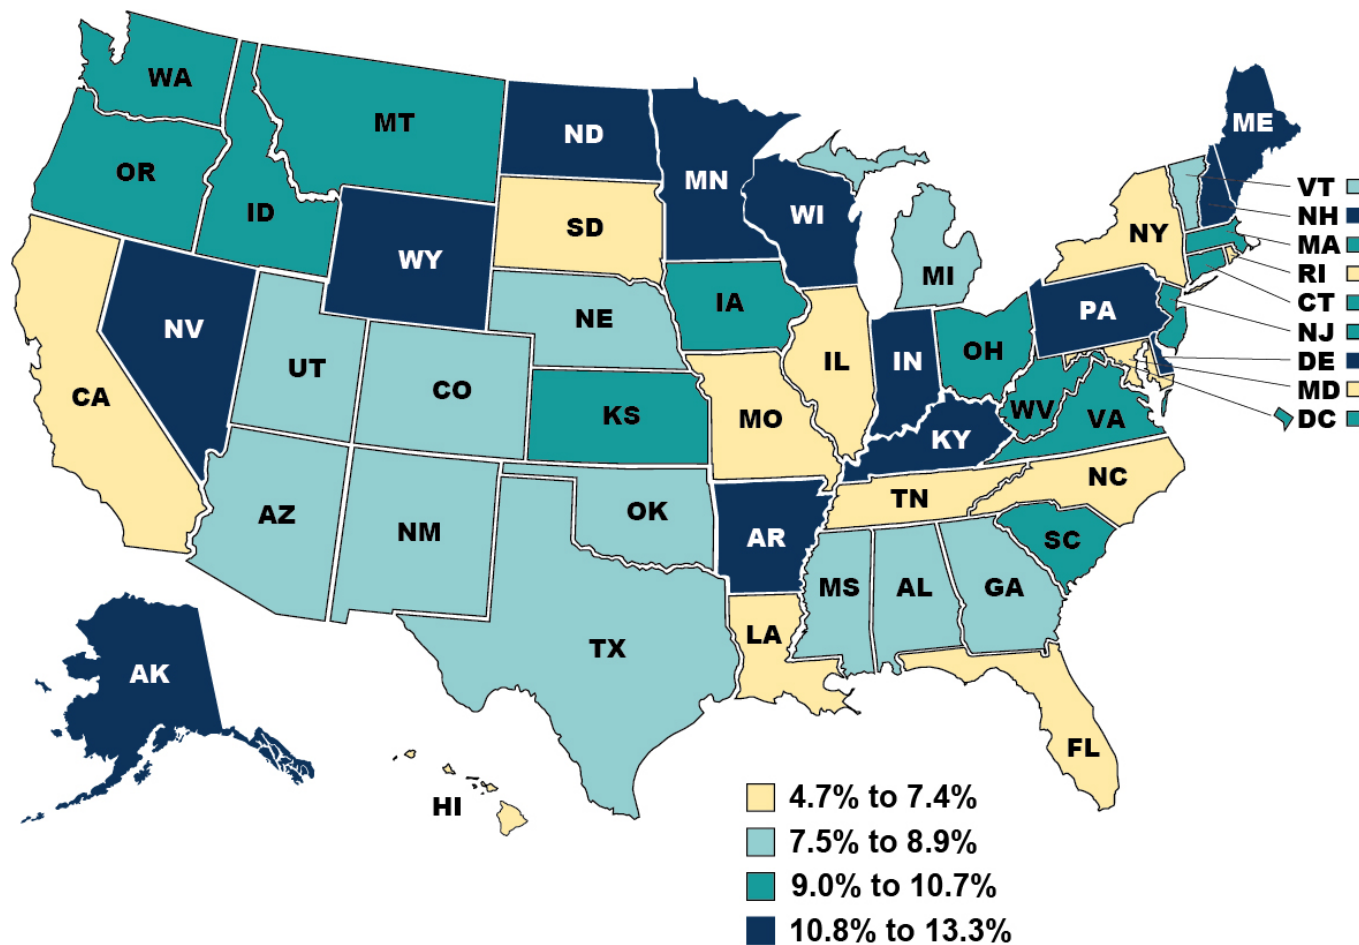 WA
MT
ND
MN
ME
OR
ID
SD
WI
VT
NH
WY
NY
MA
MI
RI
NV
NE
IA
PA
CT
NJ
UT
CO
IL
IN
OH
DE
CA
KS
MO
WV
VA
MD
KY
DC
AZ
NM
OK
AR
TN
NC
SC
MS
AL
GA
TX
LA
AK
FL
HI
4.7% to 7.4%
7.5% to 8.9%
9.0% to 10.7%
10.8% to 13.3%